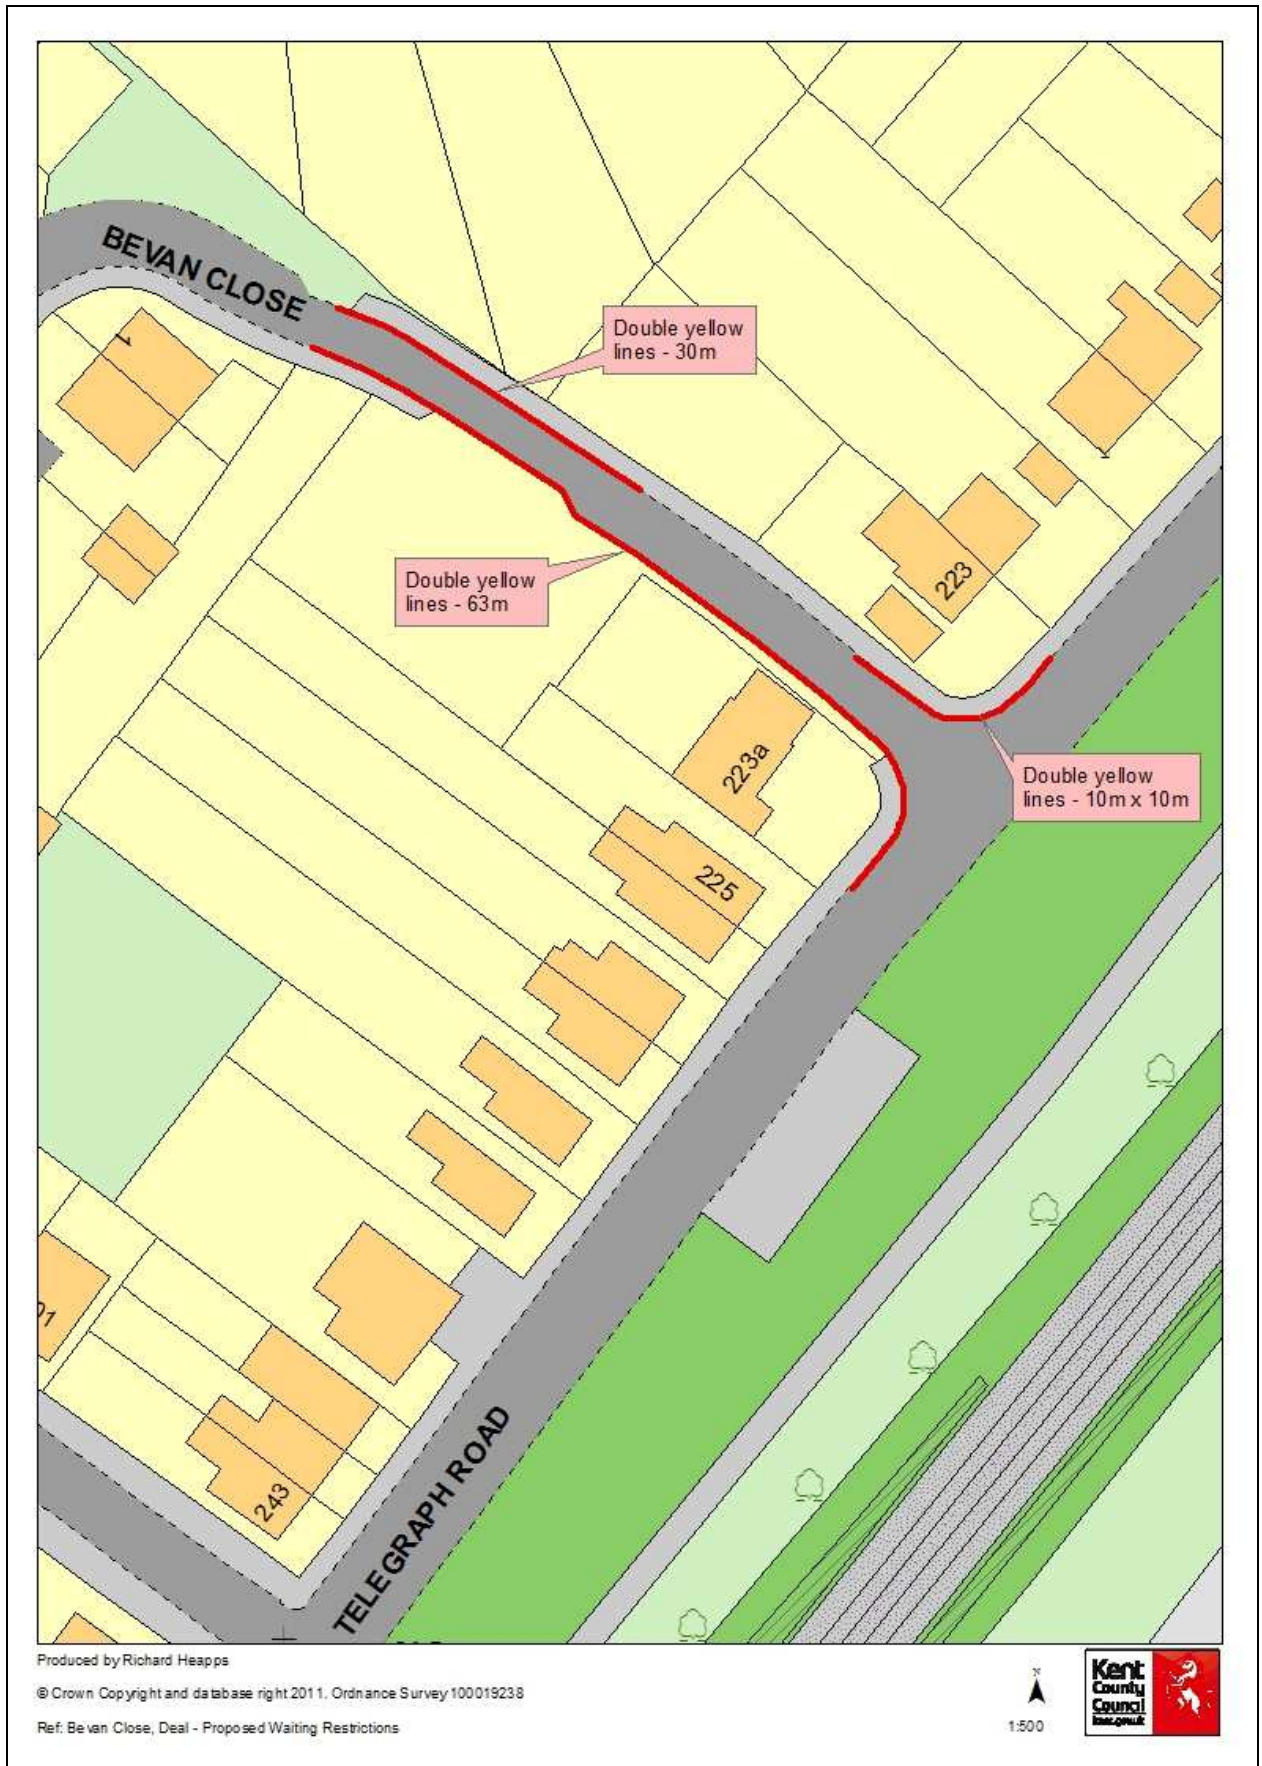 BEVAN CLOSE
1
Double yellow
lines - 30m
Double yellow
lines - 63m
223
223a
Double yellow
lines - 10m x 10m
225
243
TELEGRAPH ROAD
Produced by Richard Heapps
© Crown Copyright and database right 2011. Ordnance Survey 100019238
Ref: Bevan Close, Deal - Proposed Waiting Restrictions
N
1:500
Kent
County
Council
kent.gov.uk